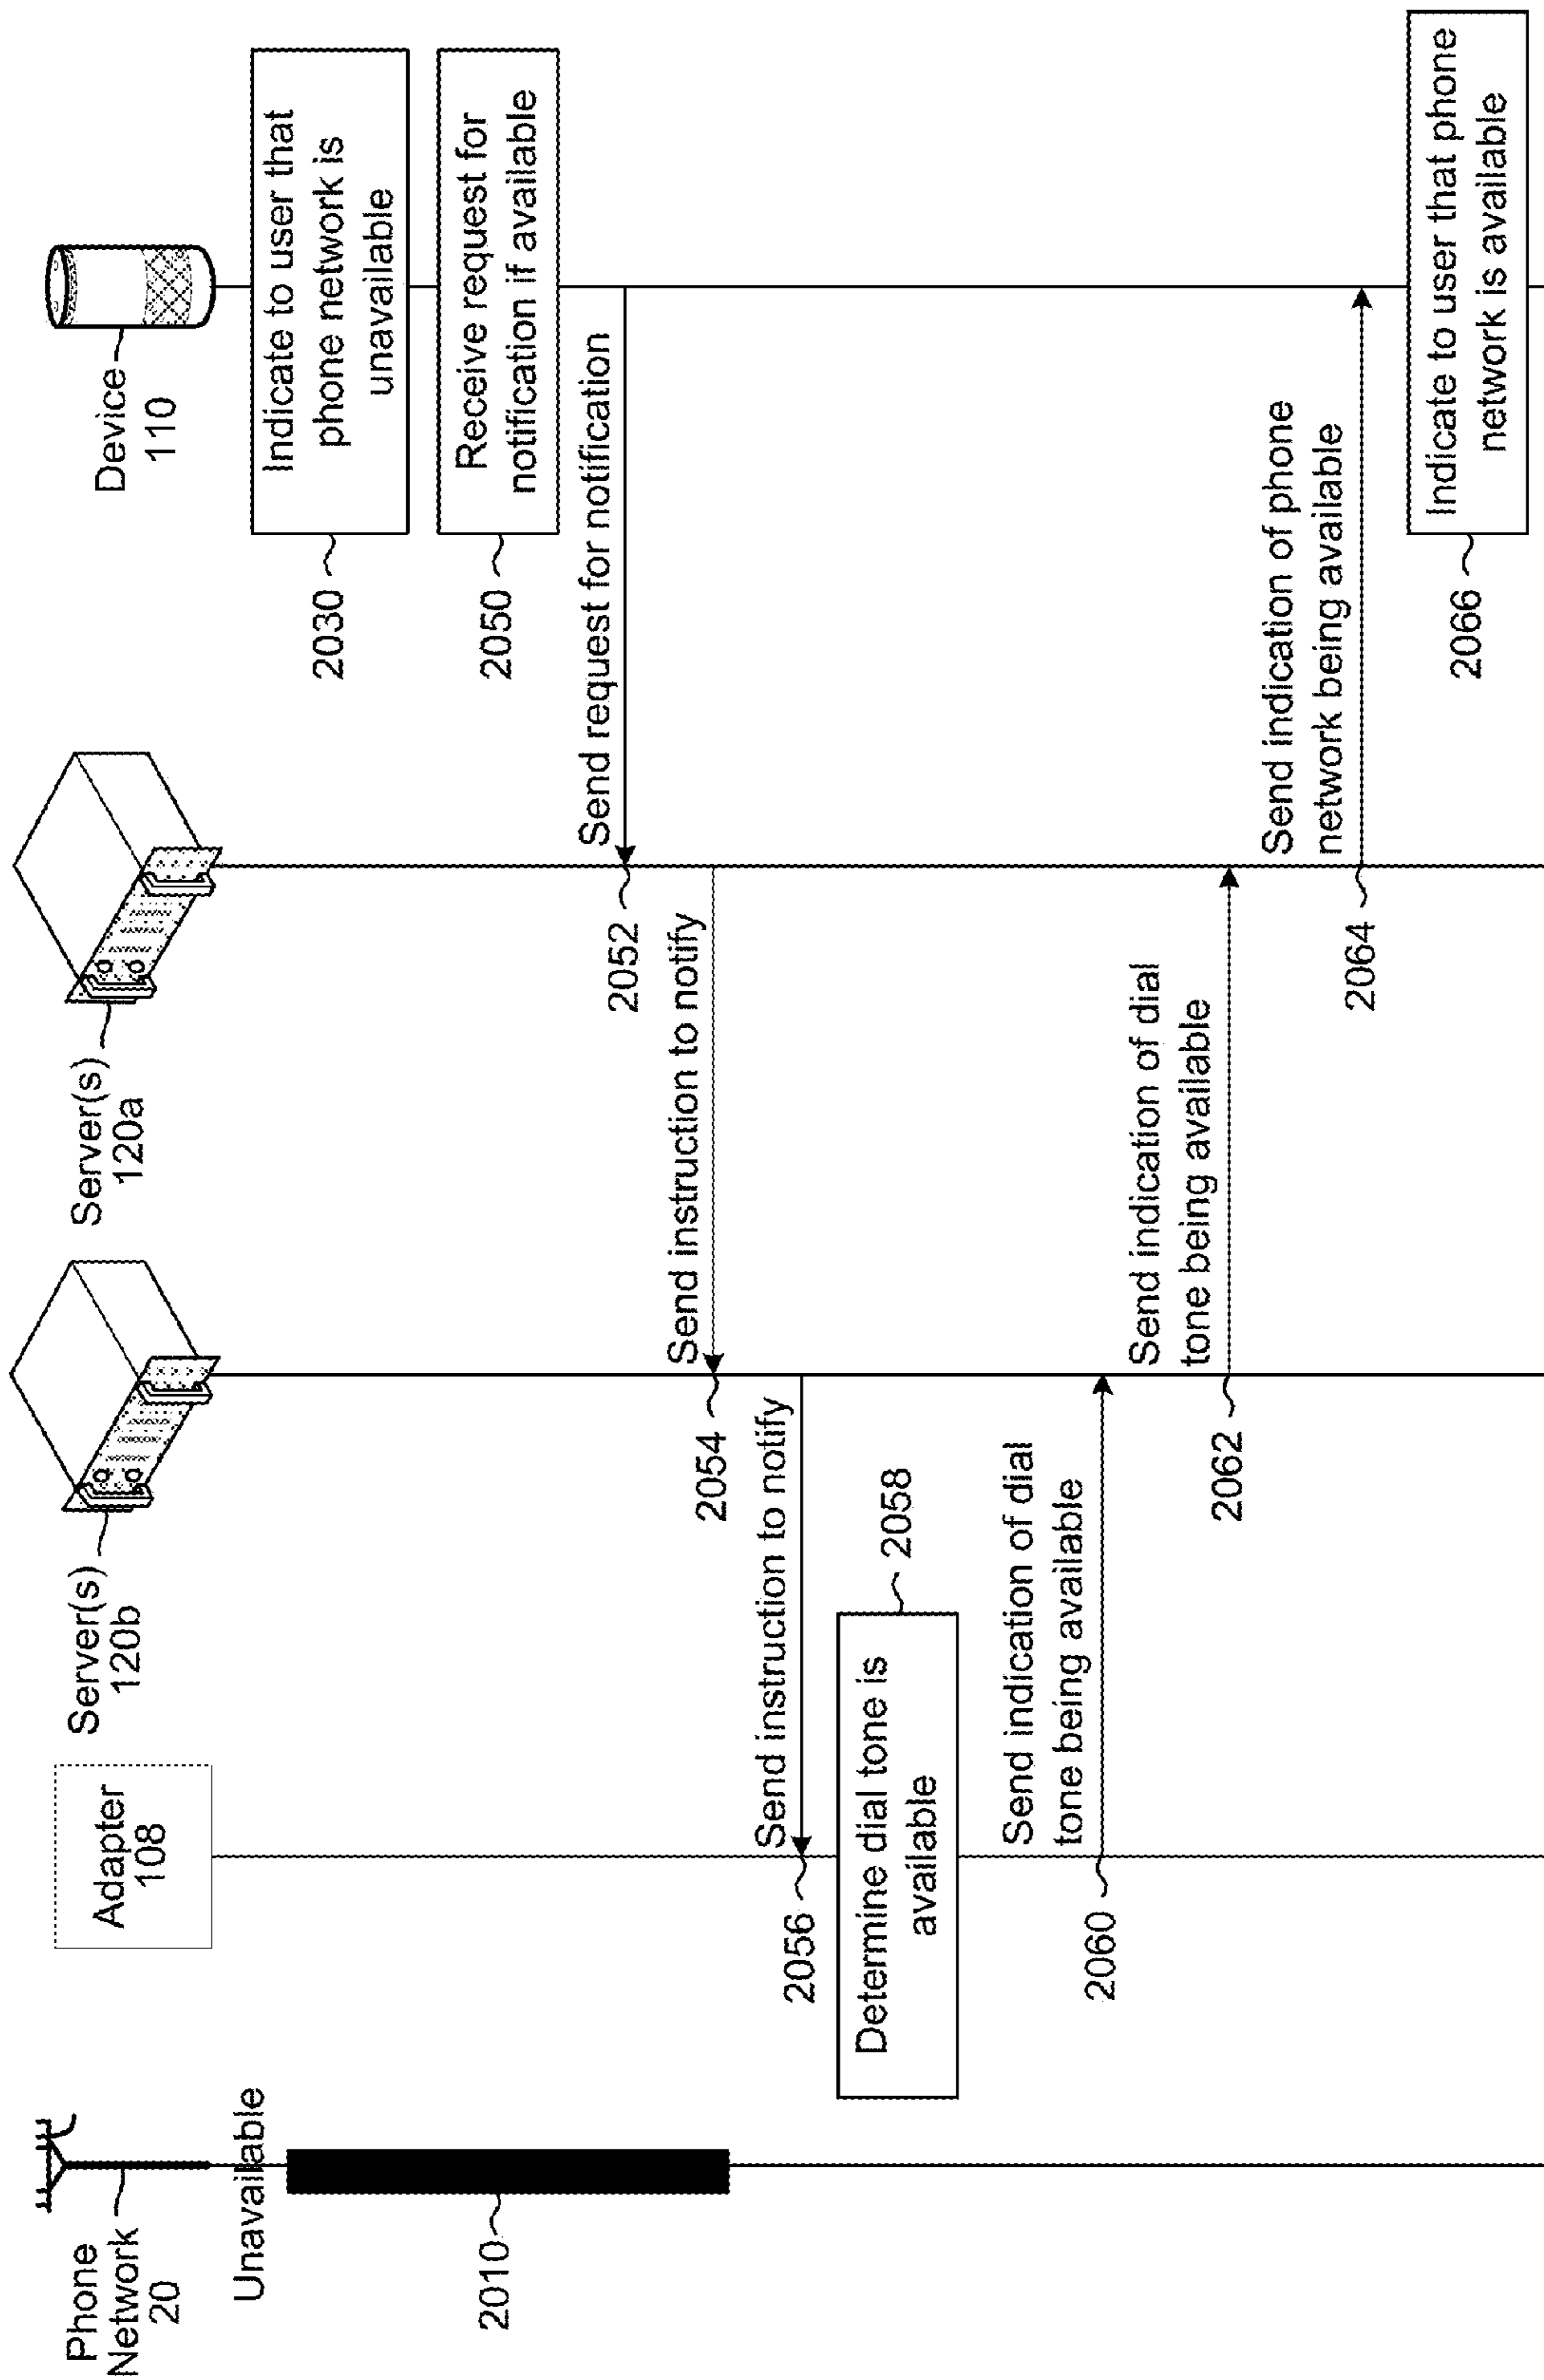 Phone
Network
20
Adapter
108
Server(s)
120b
Server(s)
120a
Device
110
Unavailable
2010
2030
Indicate to user that
phone network is
unavailable
2050
Receive request for
notification if available
Send request for notification
2052
Send instruction to notify
2054
Send instruction to notify
2056
Determine dial tone is
available
2058
Send indication of dial
tone being available
2060
Send indication of dial
tone being available
2062
Send indication of phone
network being available
2064
2066
Indicate to user that phone
network is available